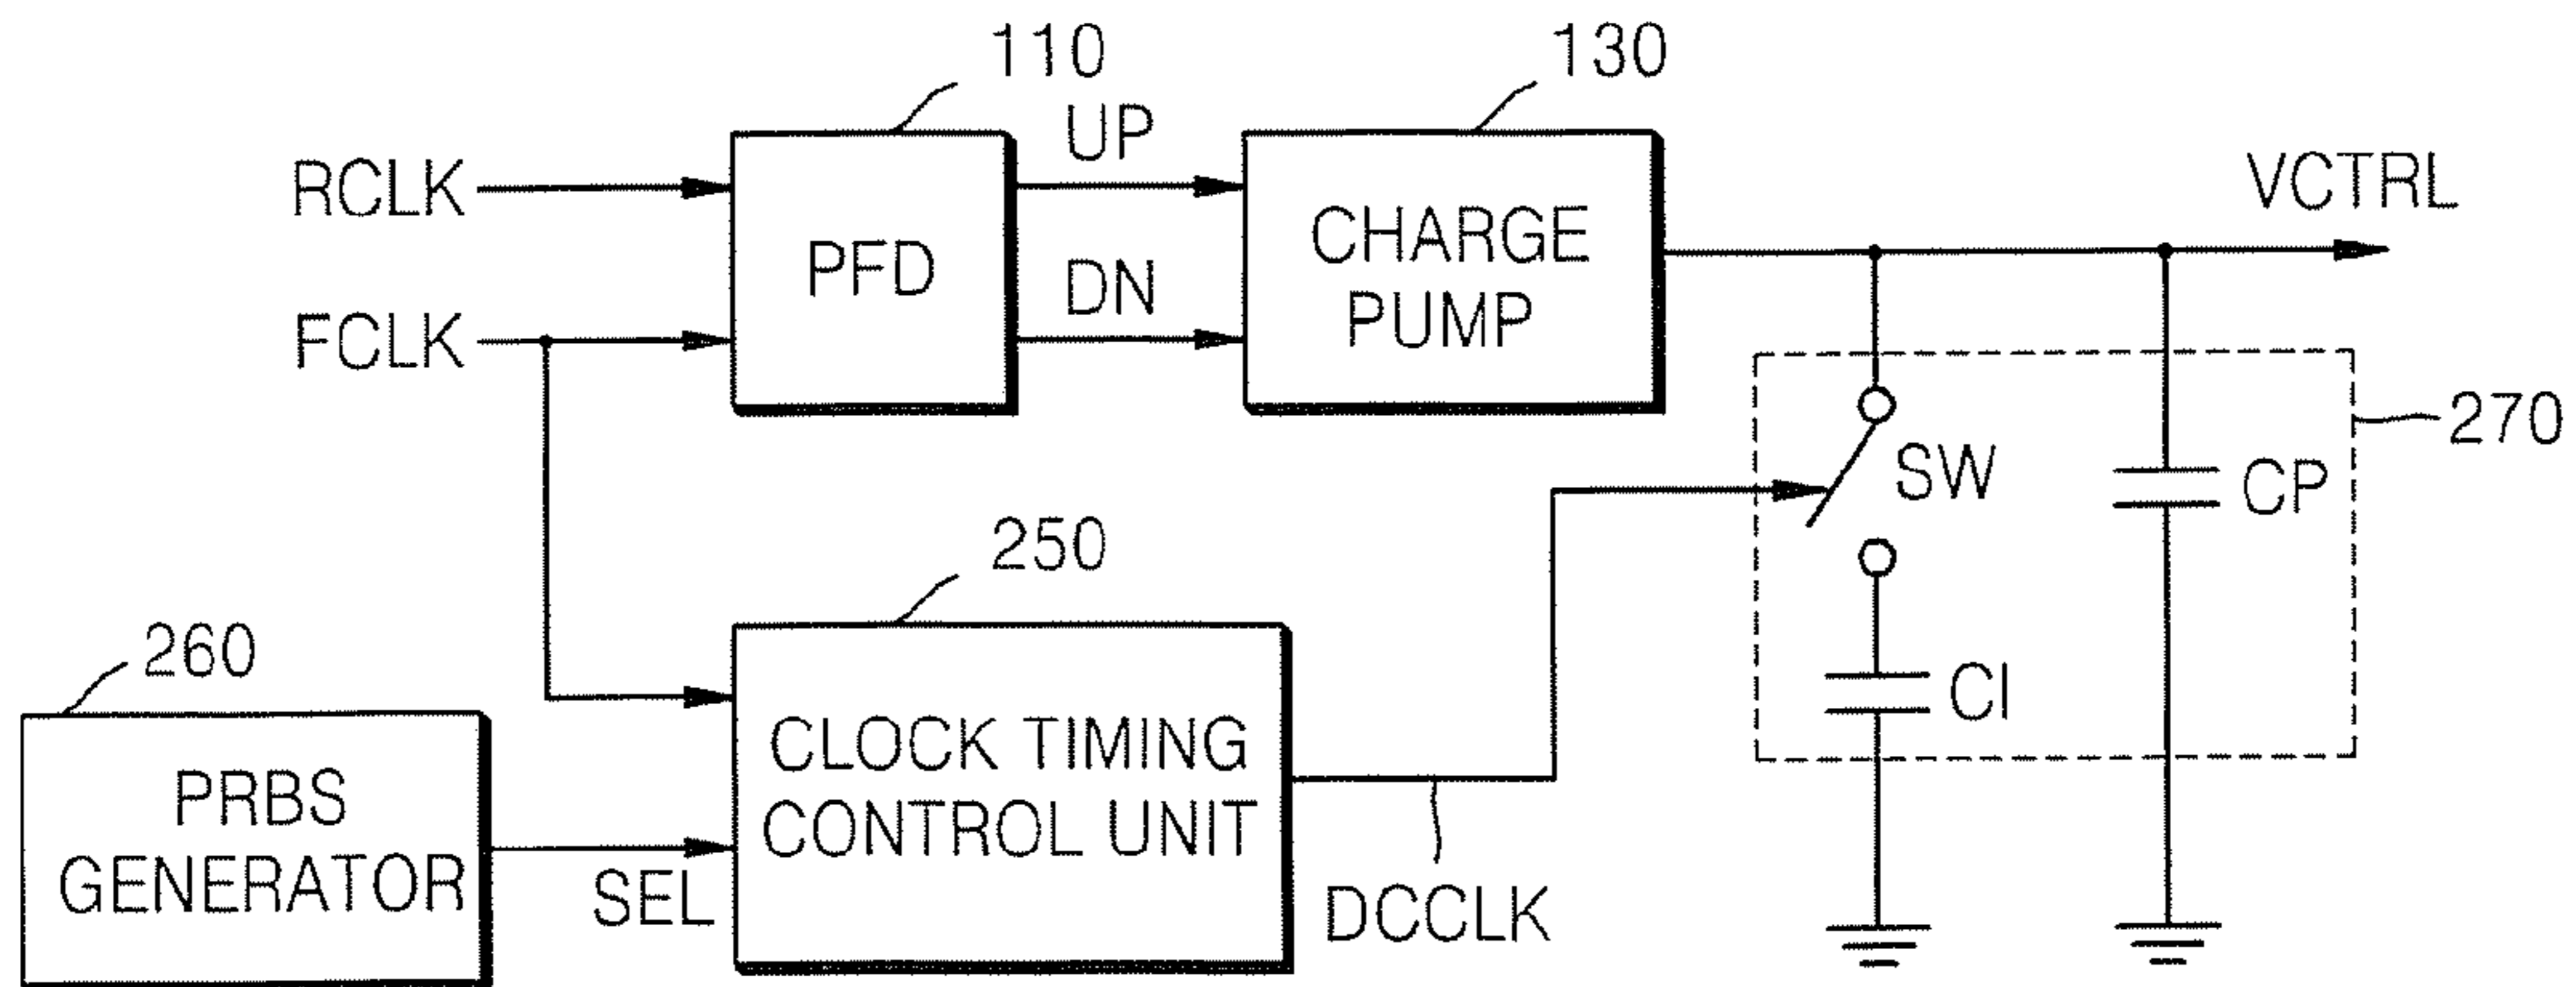 110
130
UP
RCLK
VCTRL
PFD
CHARGE
PUMP
DN
FCLK
270
SW
CP
250
260
CI
CLOCK TIMING
CONTROL UNIT
PRBS
GENERATOR
SEL
DCCLK